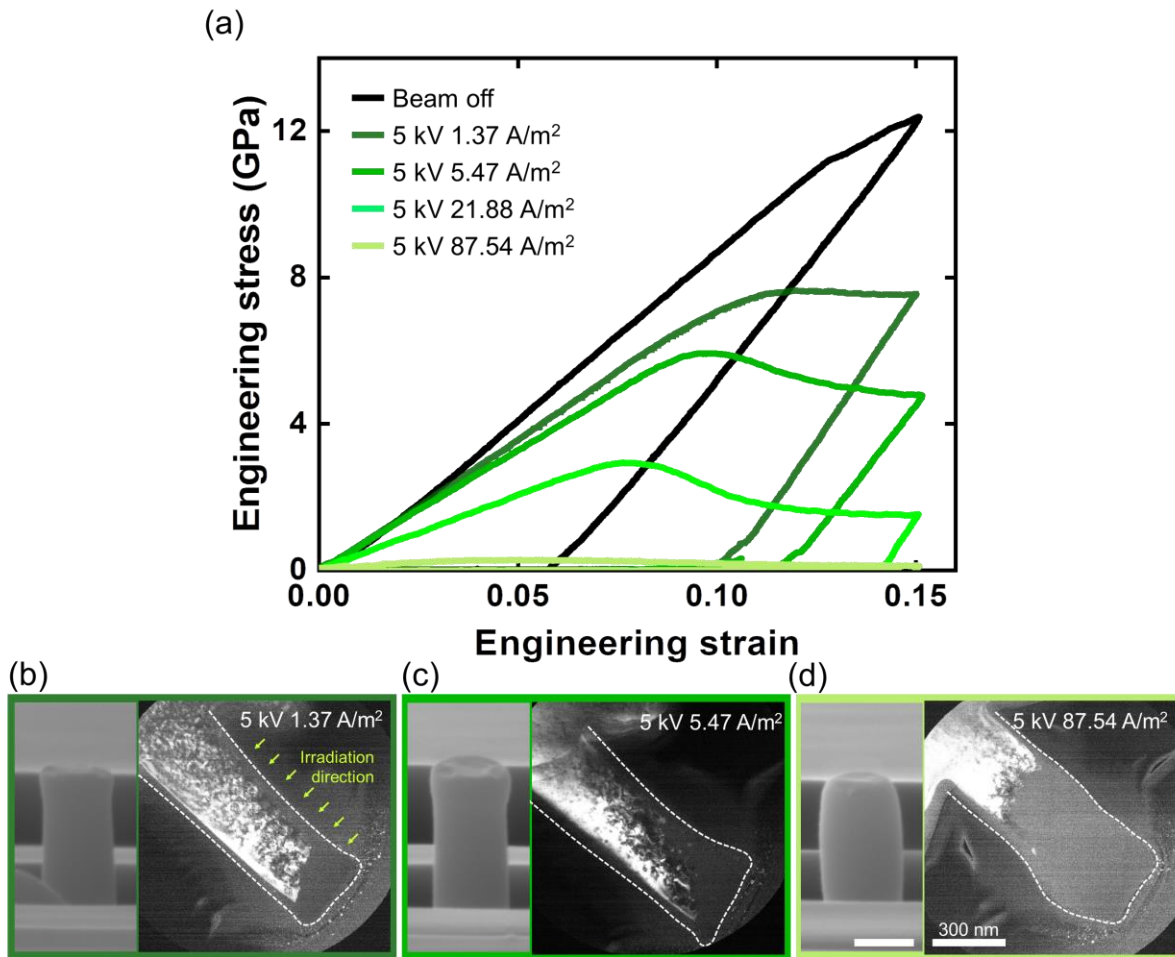 (a)
Beam off
5 kV 1.37 A/m²
5 kV 5.47 A/m²
5 kV 21.88 A/m²
5 kV 87.54 A/m²
Engineering stress (GPa)
12
8
4
0
0.00
0.05
0.10
0.15
Engineering strain
(b)
5 kV 1.37 A/m²
Irradiation
direction
(c)
5 kV 5.47 A/m²
(d)
5 kV 87.54 A/m²
300 nm